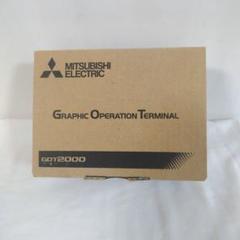 MITSUBISHI
ELECTRIC
GRAPHIC OPERATION TERMINAL
GOT2000